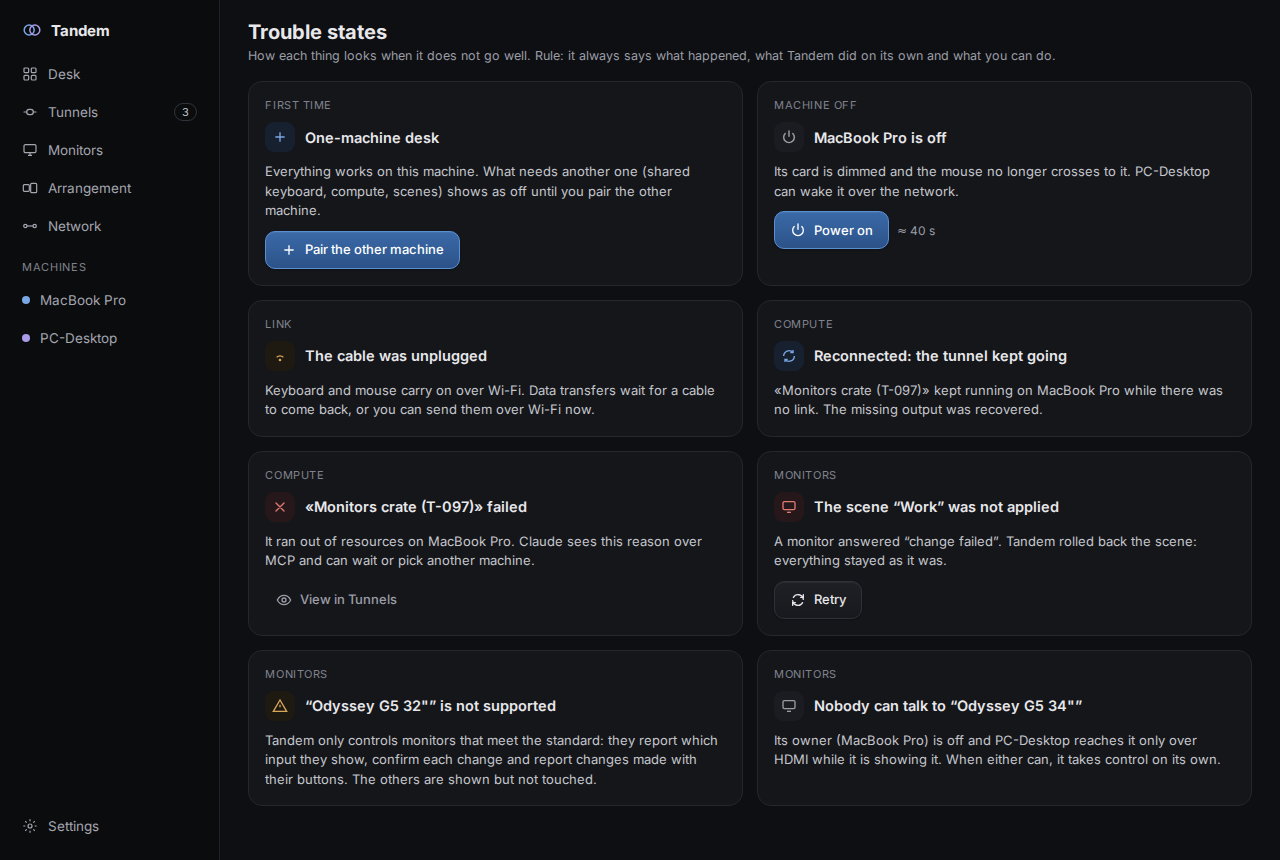 Tandem
Desk
Tunnels 3
Monitors
Arrangement
Network
MACHINES
MacBook Pro
PC-Desktop
Settings
Trouble states
How each thing looks when it does not go well. Rule: it always says what happened, what Tandem did on its own and what you can do.
FIRST TIME
One-machine desk
Everything works on this machine. What needs another one (shared
keyboard, compute, scenes) shows as off until you pair the other
machine.
Pair the other machine
MACHINE OFF
MacBook Pro is off
Its card is dimmed and the mouse no longer crosses to it. PC-Desktop
can wake it over the network.
Power on ≈ 40 s
LINK
The cable was unplugged
Keyboard and mouse carry on over Wi-Fi. Data transfers wait for a cable
to come back, or you can send them over Wi-Fi now.
COMPUTE
Reconnected: the tunnel kept going
«Monitors crate (T-097)» kept running on MacBook Pro while there was
no link. The missing output was recovered.
COMPUTE
«Monitors crate (T-097)» failed
It ran out of resources on MacBook Pro. Claude sees this reason over
MCP and can wait or pick another machine.
View in Tunnels
MONITORS
The scene “Work” was not applied
A monitor answered “change failed”. Tandem rolled back the scene:
everything stayed as it was.
Retry
MONITORS
“Odyssey G5 32"” is not supported
Tandem only controls monitors that meet the standard: they report which
input they show, confirm each change and report changes made with
their buttons. The others are shown but not touched.
MONITORS
Nobody can talk to “Odyssey G5 34"”
Its owner (MacBook Pro) is off and PC-Desktop reaches it only over
HDMI while it is showing it. When either can, it takes control on its own.